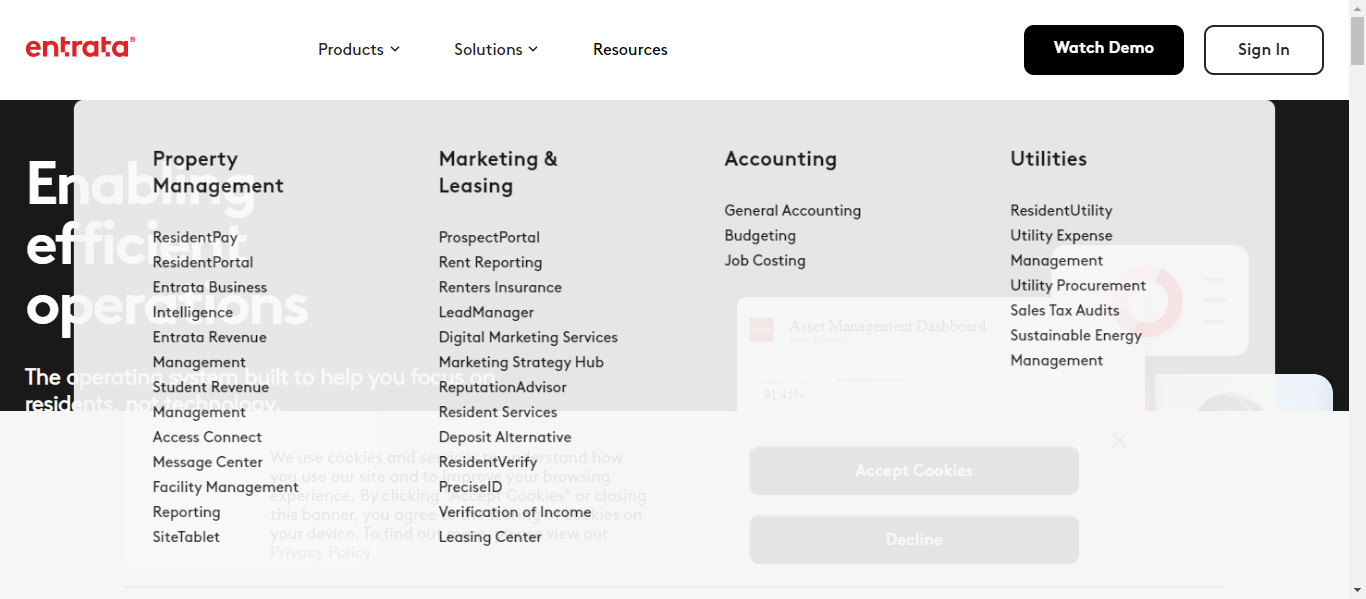 entrata
Products
Solutions
Resources
Watch Demo
Sign In
Enabling
efficient
operations
The operating system built to help you focus on
residents, not technology.
Property
Management
ResidentPay
ResidentPortal
Entrata Business
Intelligence
Entrata Revenue
Management
Student Revenue
Management
Access Connect
Message Center
Facility Management
Reporting
SiteTablet
Marketing &
Leasing
ProspectPortal
Rent Reporting
Renters Insurance
LeadManager
Digital Marketing Services
Marketing Strategy Hub
ReputationAdvisor
Resident Services
Deposit Alternative
ResidentVerify
PreciseID
Verification of Income
Leasing Center
Accounting
General Accounting
Budgeting
Job Costing
Utilities
ResidentUtility
Utility Expense
Management
Utility Procurement
Sales Tax Audits
Sustainable Energy
Management
Asset Management Dashboard
91.45%
We use cookies and services to understand how
you use our site and to improve your browsing
experience. By clicking "Accept Cookies" or closing
this banner, you agree to the storing of cookies on
your device. To find out more, please view our
Privacy Policy.
Accept Cookies
Decline